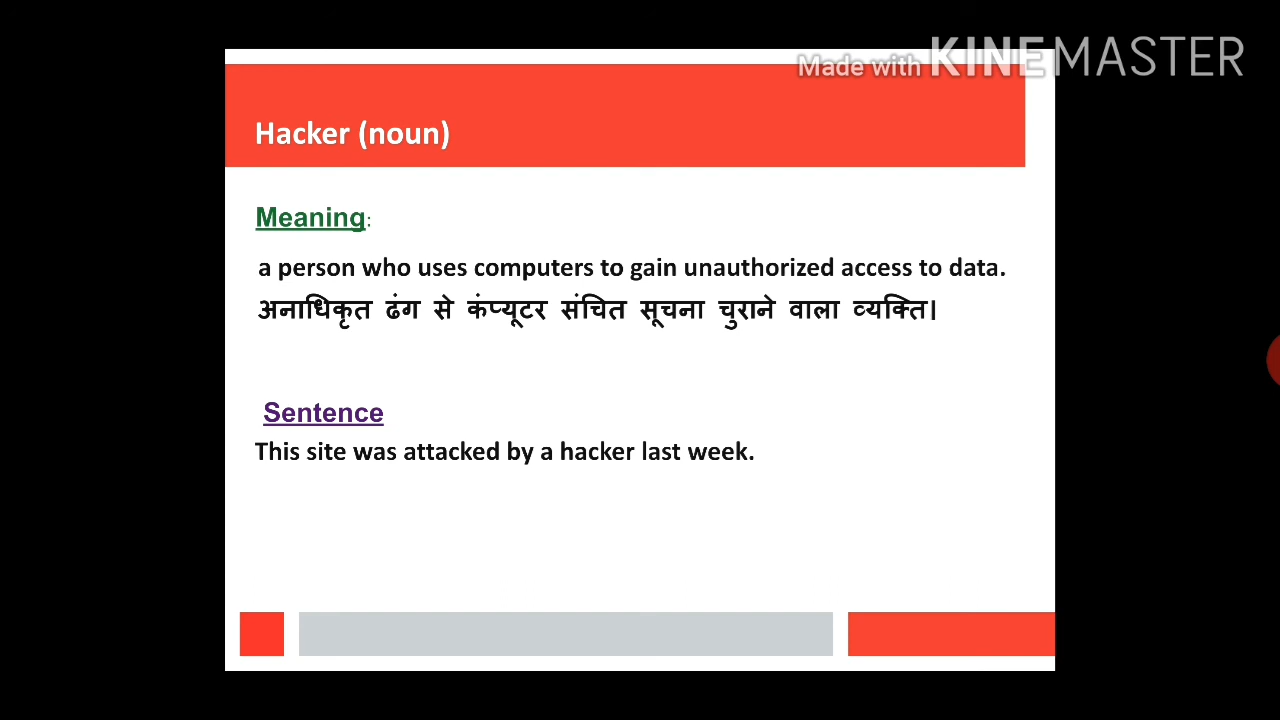 Made with KINEMASTER
Hacker (noun)
Meaning:
a person who uses computers to gain unauthorized access to data.
अनाधिकृत ढंग से कंप्यूटर संचित सूचना चुराने वाला व्यक्ति।
Sentence
This site was attacked by a hacker last week.